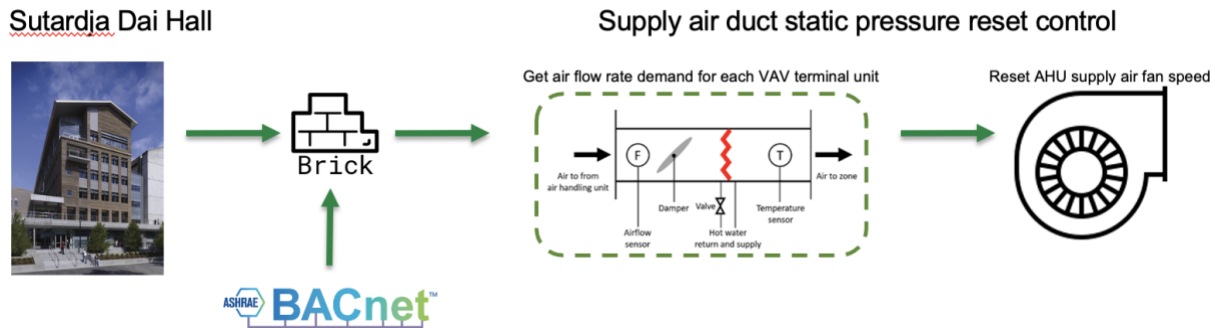 Sutardja Dai Hall
Supply air duct static pressure reset control
Get air flow rate demand for each VAV terminal unit
Reset AHU supply air fan speed
Brick
F
T
Air to from
air handling unit
Air to zone
Damper
Valve
Temperature
sensor
Airflow
sensor
Hot water
return and supply
ASHRAE BACnet™